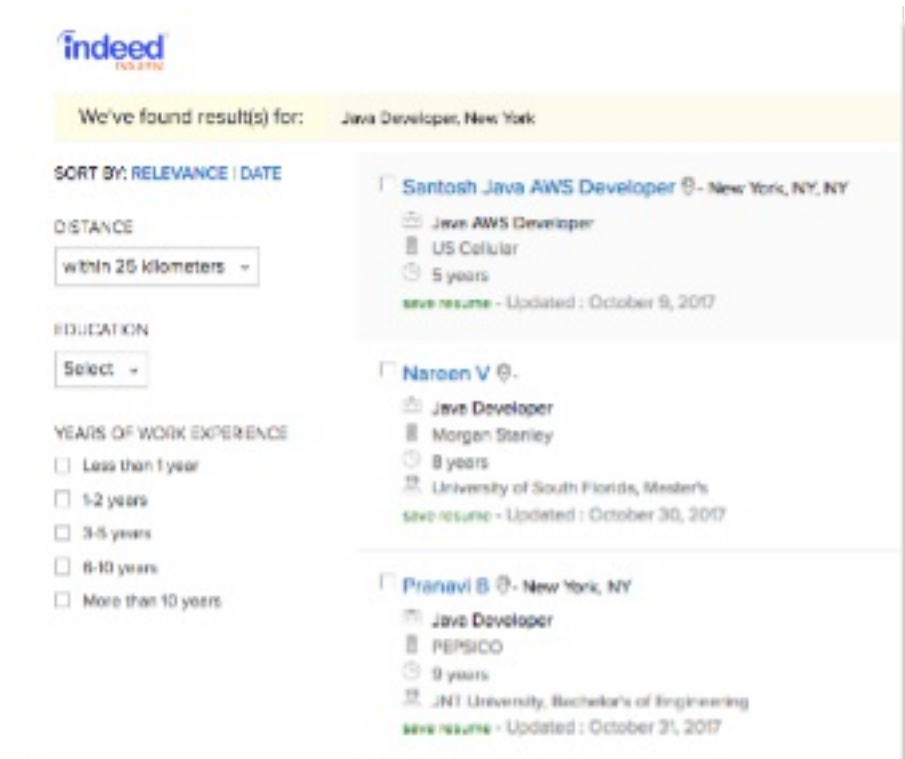 indeed
We've found result(s) for: Java Developer, New York
SORT BY: RELEVANCE | DATE
DISTANCE
within 25 kilometers
EDUCATION
Select
YEARS OF WORK EXPERIENCE
Less than 1 year
1-2 years
3-5 years
6-10 years
More than 10 years
Santosh Java AWS Developer - New York, NY, NY
Java AWS Developer
US Cellular
5 years
save resume - Updated : October 9, 2017
Nareen V -
Java Developer
Morgan Stanley
8 years
University of South Florida, Master's
save resume - Updated : October 30, 2017
Pranavi B - New York, NY
Java Developer
PEPSICO
9 years
JNT University, Bachelor's of Engineering
save resume - Updated : October 31, 2017